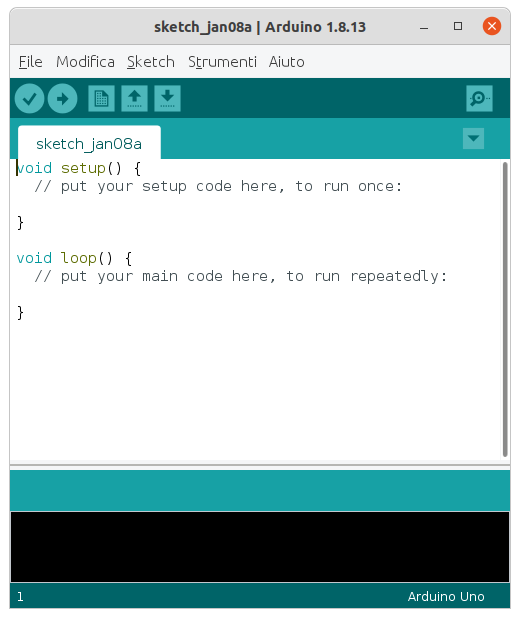 sketch_jan08a | Arduino 1.8.13
File Modifica Sketch Strumenti Aiuto
sketch_jan08a
void setup() {
  // put your setup code here, to run once:
}
void loop() {
  // put your main code here, to run repeatedly:
}
1 Arduino Uno